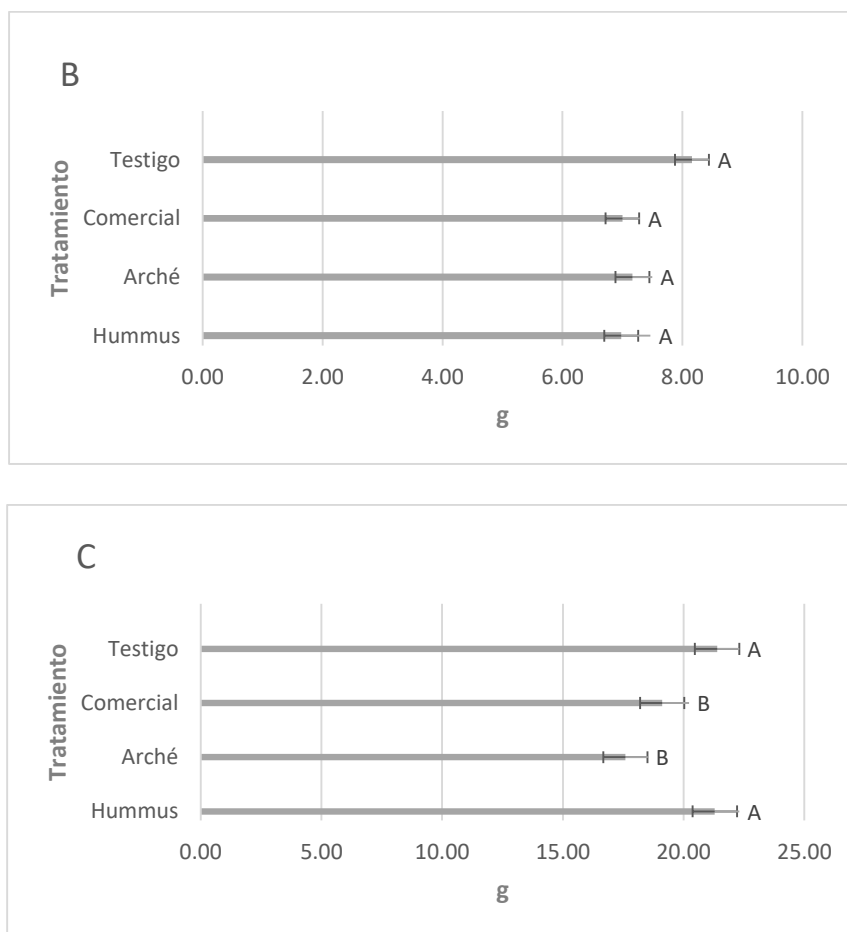 B
Tratamiento
Testigo A
Comercial A
Arché A
Hummus A
0.00 2.00 4.00 6.00 8.00 10.00
g
C
Tratamiento
Testigo A
Comercial B
Arché B
Hummus A
0.00 5.00 10.00 15.00 20.00 25.00
g